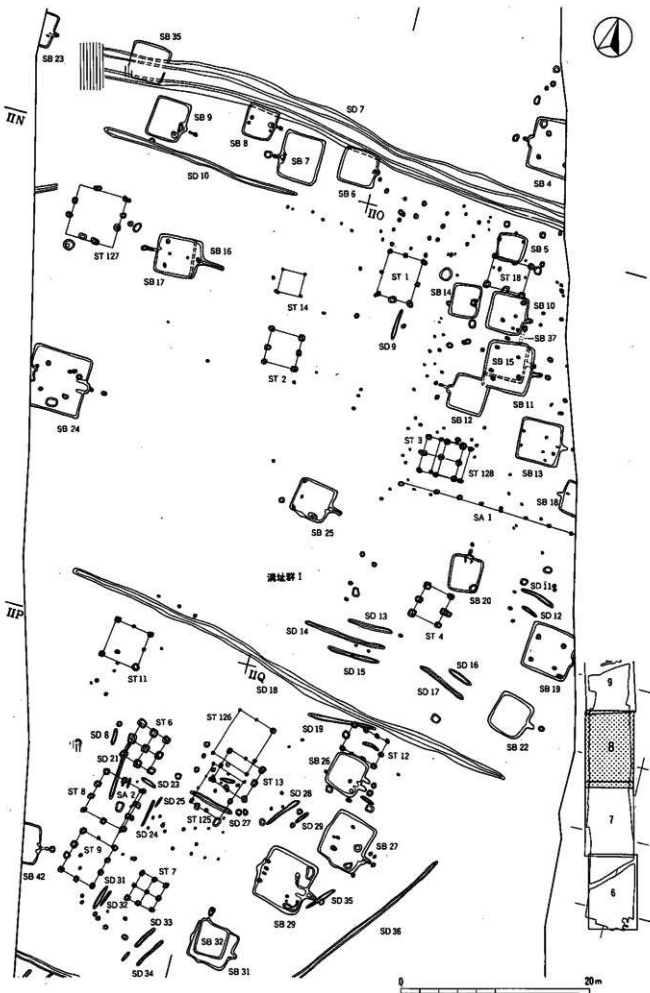 SB 23
SB 35
SD 7
IIN
SB 9
SB 8
SB 7
SB 6
SD 10
SB 4
IIO
ST 127
SB 16
SB 17
ST 14
ST 1
SB 5
ST 18
SB 14
SB 10
SD 9
SB 37
ST 2
SB 15
SB 24
SB 12
SB 11
ST 3
ST 128
SB 13
SB 18
SA 1
SB 25
溝址群 1
SB 20
SD 11
SD 12
IIP
ST 4
SD 13
SD 14
SD 15
ST 11
IIQ
SD 18
SD 16
SD 17
SB 19
SB 22
9
8
7
6
ST 6
SD 8
SD 21
ST 126
SD 19
ST 12
SB 26
ST 8
SA 2
SD 23
SD 25
SD 24
ST 13
ST 125
SD 27
SD 28
SD 29
SB 27
SB 42
ST 9
SD 31
SD 32
ST 7
SB 29
SD 35
SD 36
SD 33
SD 34
SB 32
SB 31
0 20m